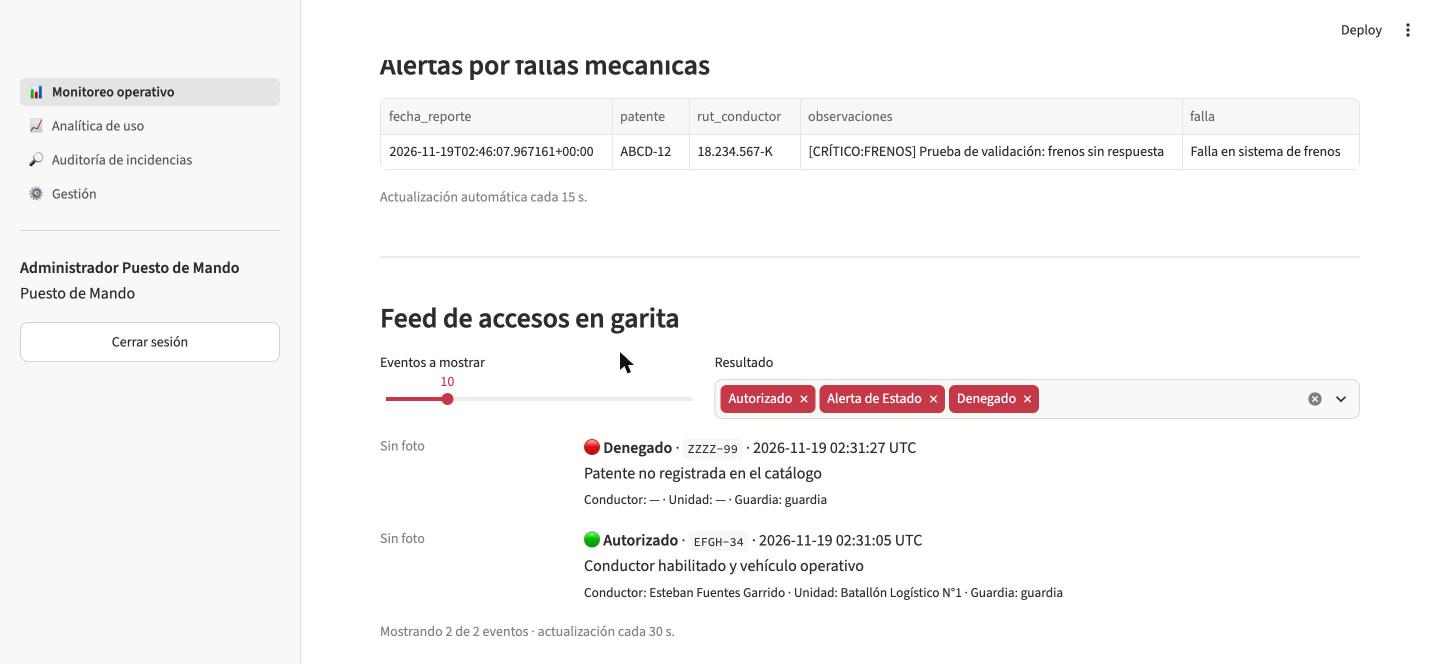 Deploy
Monitoreo operativo
Analítica de uso
Auditoría de incidencias
Gestión
Administrador Puesto de Mando
Puesto de Mando
Cerrar sesión
Alertas por fallas mecánicas
fecha_reporte patente rut_conductor observaciones falla
2026-11-19T02:46:07.967161+00:00 ABCD-12 18.234.567-K [CRÍTICO:FRENOS] Prueba de validación: frenos sin respuesta Falla en sistema de frenos
Actualización automática cada 15 s.
Feed de accesos en garita
Eventos a mostrar
10
Resultado
Autorizado × Alerta de Estado × Denegado ×
Sin foto
Denegado · ZZZZ-99 · 2026-11-19 02:31:27 UTC
Patente no registrada en el catálogo
Conductor: — · Unidad: — · Guardia: guardia
Sin foto
Autorizado · EFGH-34 · 2026-11-19 02:31:05 UTC
Conductor habilitado y vehículo operativo
Conductor: Esteban Fuentes Garrido · Unidad: Batallón Logístico N°1 · Guardia: guardia
Mostrando 2 de 2 eventos · actualización cada 30 s.